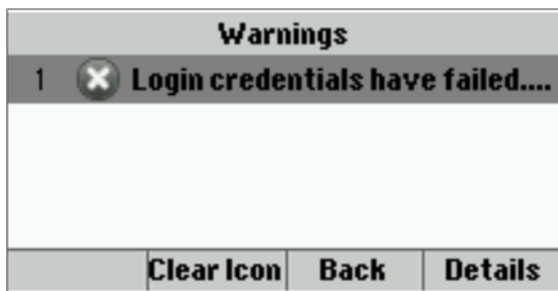 Warnings
1 Login credentials have failed....
Clear Icon Back Details